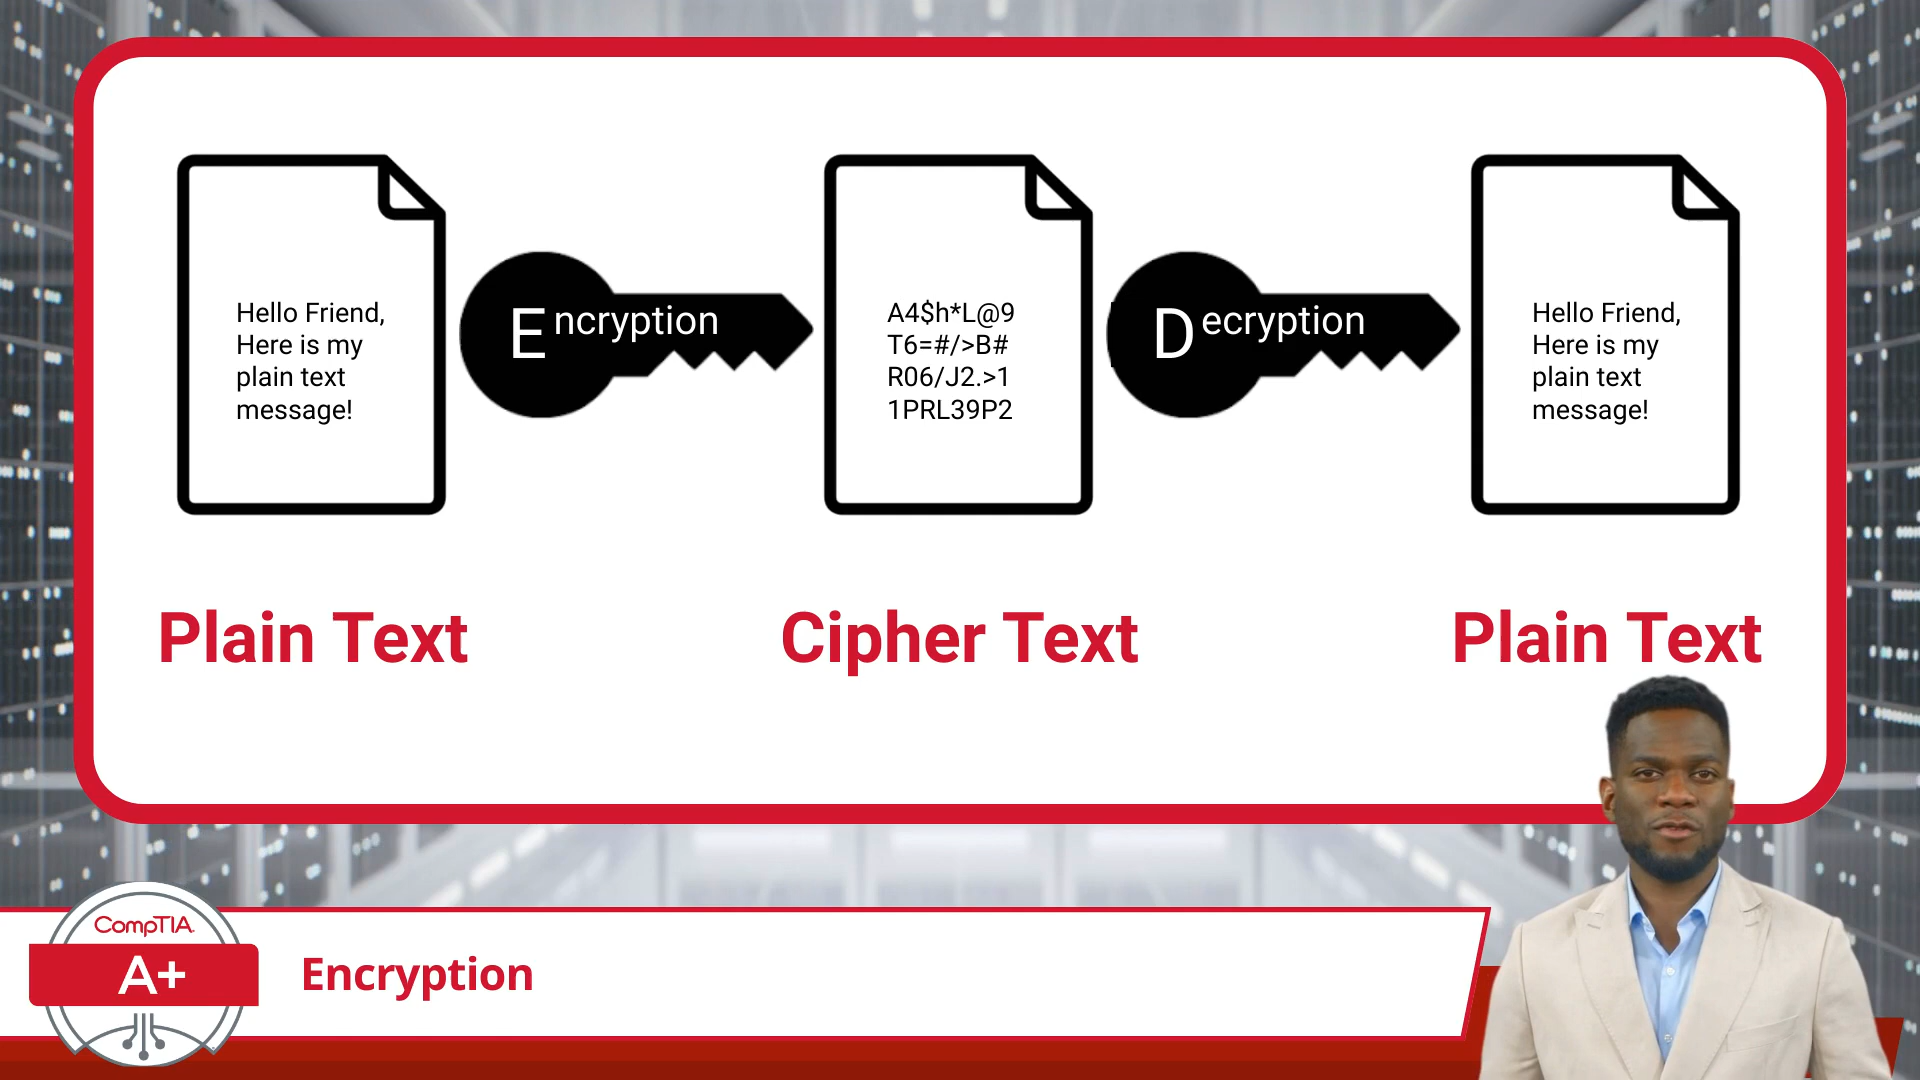 Hello Friend,
Here is my
plain text
message!
Encryption
A4$h*L@9
T6=#/>B#
R06/J2.>1
1PRL39P2
Decryption
Hello Friend,
Here is my
plain text
message!
Plain Text
Cipher Text
Plain Text
CompTIA.
A+
Encryption